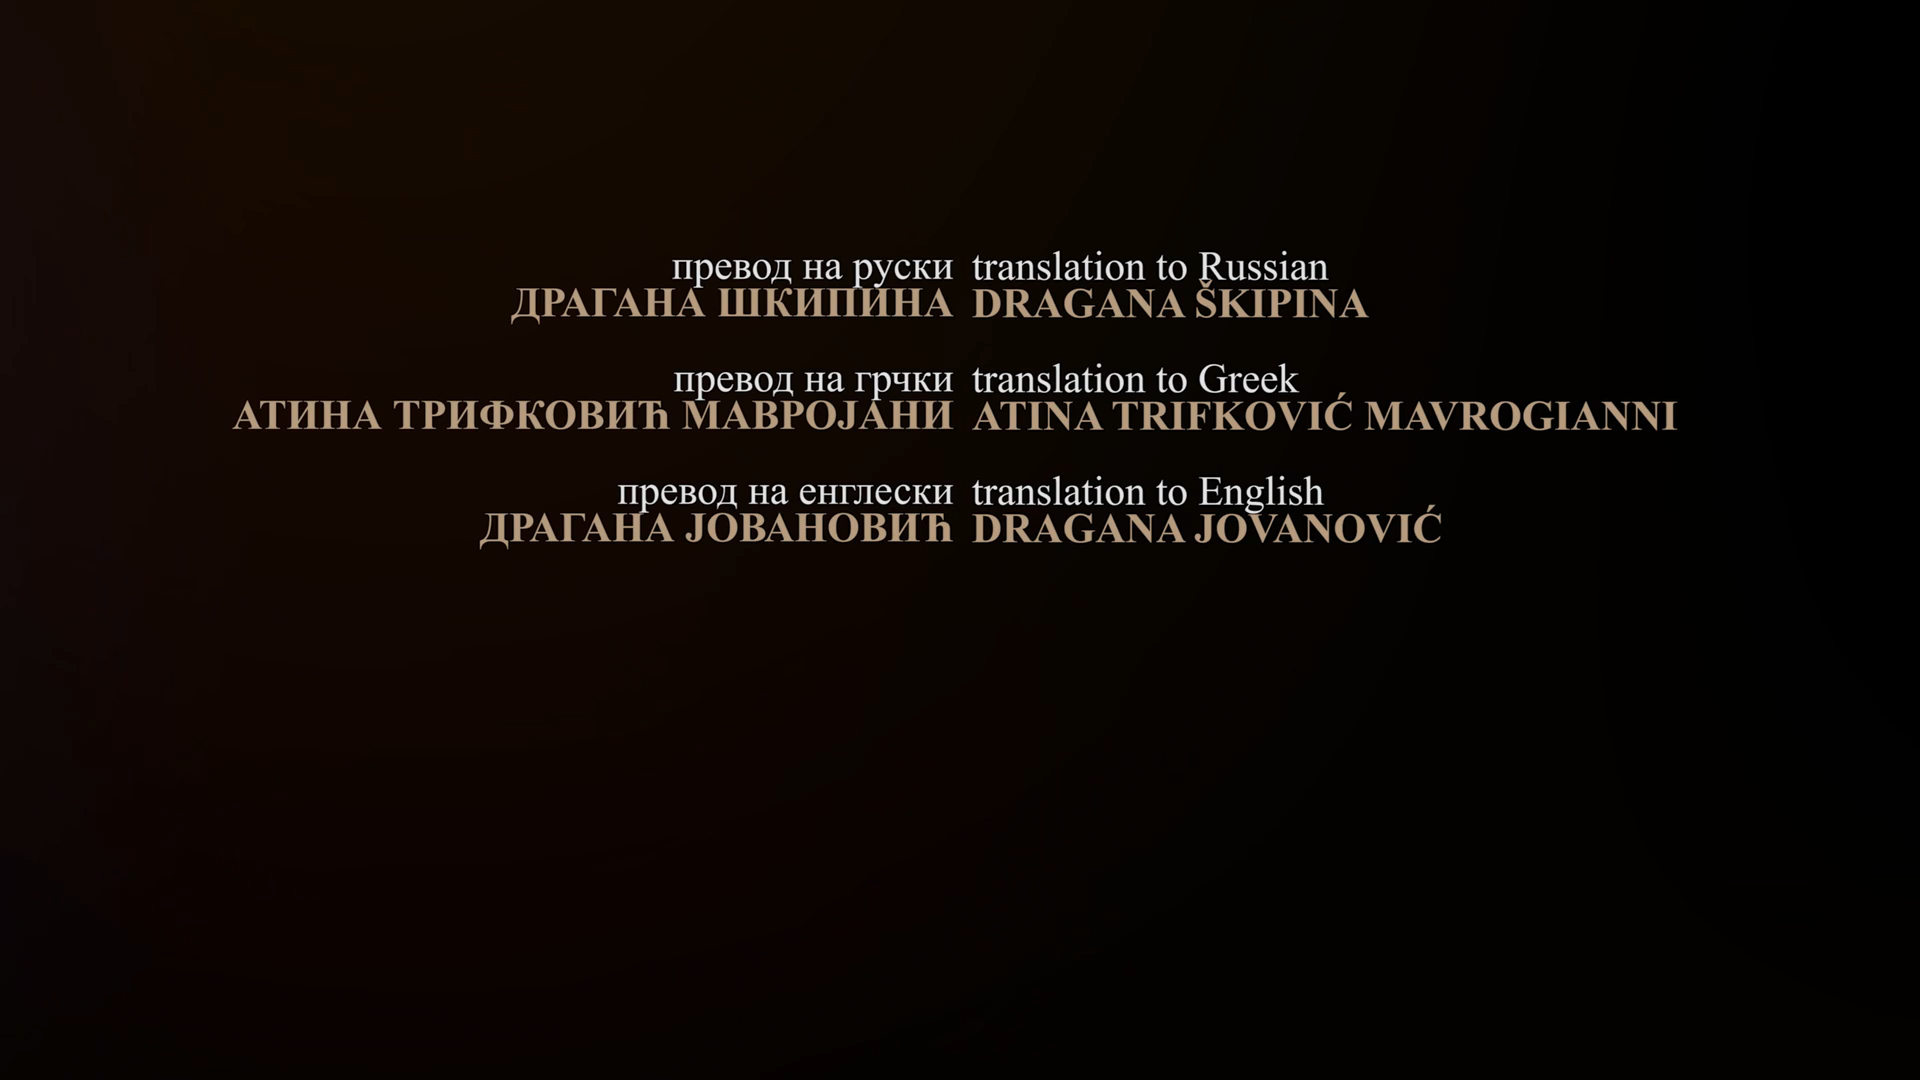 превод на руски translation to Russian
ДРАГАНА ШКИПИНА DRAGANA ŠKIPINA
превод на грчки translation to Greek
АТИНА ТРИФКОВИЋ МАВРОЈАНИ ATINA TRIFKOVIĆ MAVROGIANNI
превод на енглески translation to English
ДРАГАНА ЈОВАНОВИЋ DRAGANA JOVANOVIĆ